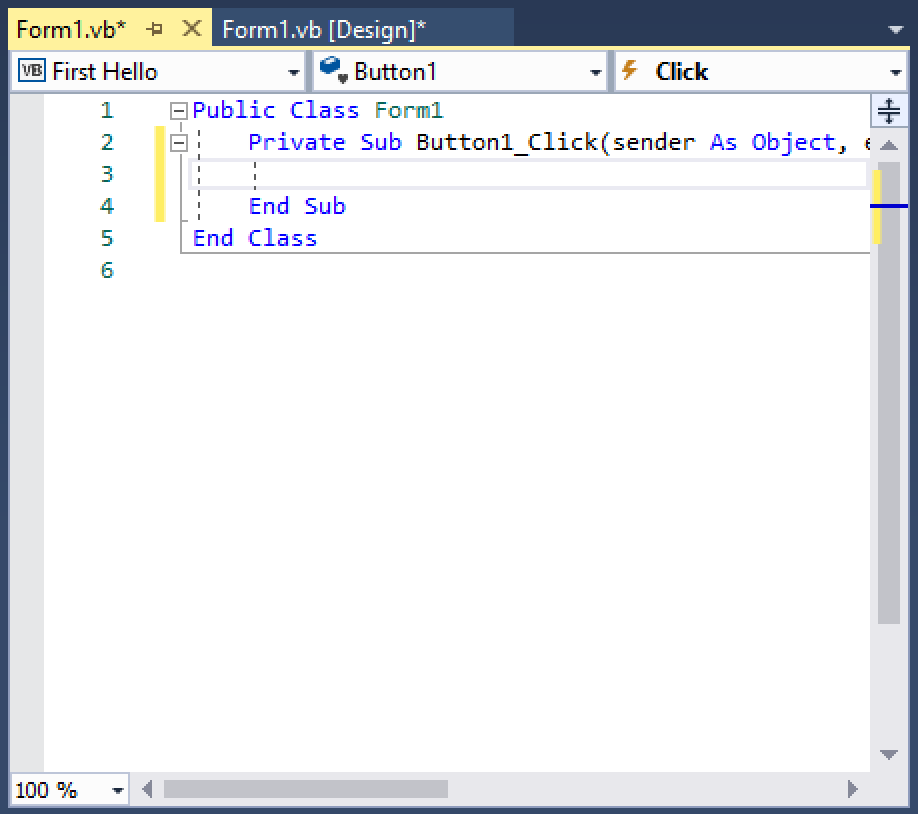 Form1.vb* Form1.vb [Design]*
VB First Hello Button1 Click
1 Public Class Form1
2 Private Sub Button1_Click(sender As Object, e
3
4 End Sub
5 End Class
6
100 %